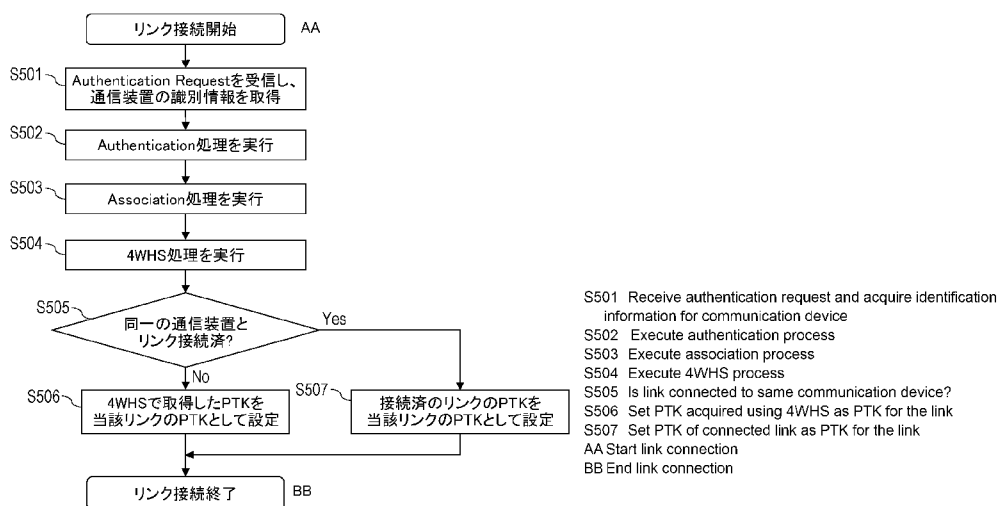 リンク接続開始
AA
S501
Authentication Requestを受信し、
通信装置の識別情報を取得
S502
Authentication処理を実行
S503
Association処理を実行
S504
4WHS処理を実行
S505
同一の通信装置と
リンク接続済?
Yes
No
S506
4WHSで取得したPTKを
当該リンクのPTKとして設定
S507
接続済のリンクのPTKを
当該リンクのPTKとして設定
リンク接続終了
BB
S501 Receive authentication request and acquire identification
information for communication device
S502 Execute authentication process
S503 Execute association process
S504 Execute 4WHS process
S505 Is link connected to same communication device?
S506 Set PTK acquired using 4WHS as PTK for the link
S507 Set PTK of connected link as PTK for the link
AA Start link connection
BB End link connection